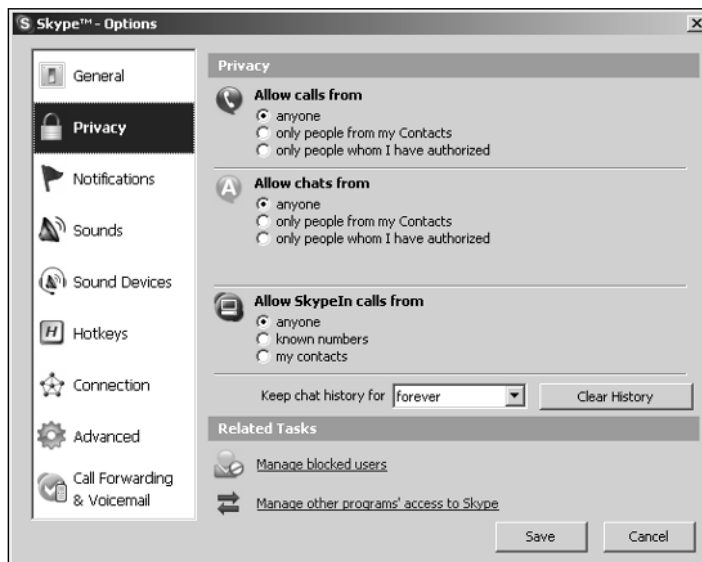 Skype™ - Options
General
Privacy
Notifications
Sounds
Sound Devices
Hotkeys
Connection
Advanced
Call Forwarding
& Voicemail
Privacy
Allow calls from
anyone
only people from my Contacts
only people whom I have authorized
Allow chats from
anyone
only people from my Contacts
only people whom I have authorized
Allow SkypeIn calls from
anyone
known numbers
my contacts
Keep chat history for forever Clear History
Related Tasks
Manage blocked users
Manage other programs' access to Skype
Save Cancel